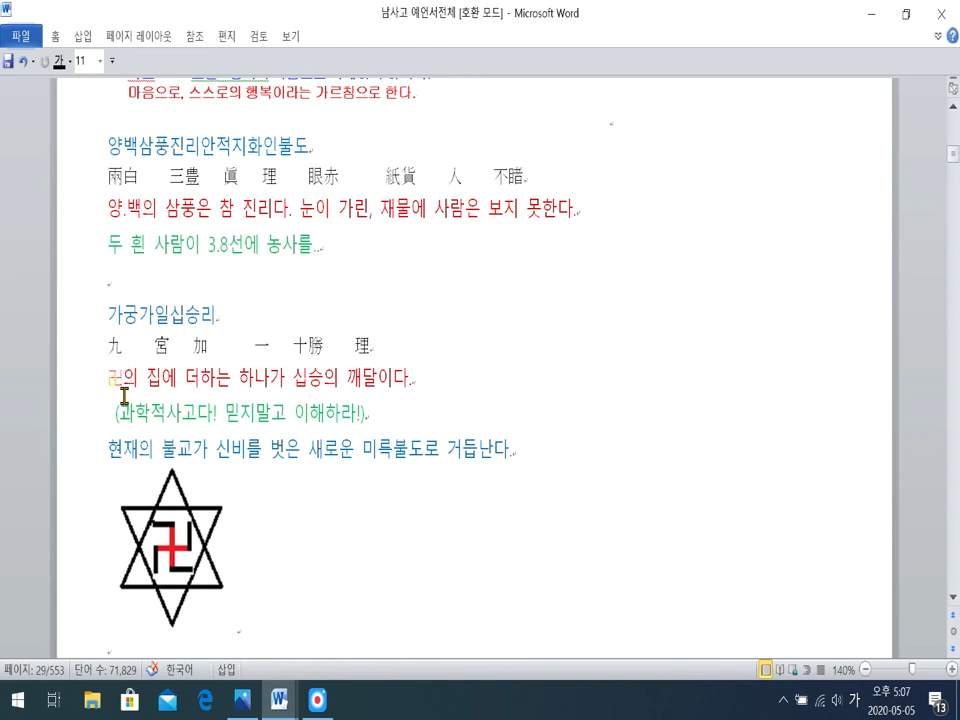 남사고 예언서전체 [호환 모드] - Microsoft Word
파일 홈 삽입 페이지 레이아웃 참조 편지 검토 보기
가 11
마음으로, 스스로의 행복이라는 가르침으로 한다.
양백삼풍진리안적지화인불도
兩白 三豊 眞 理 眼赤 紙貨 人 不睹
양.백의 삼풍은 참 진리다. 눈이 가린, 재물에 사람은 보지 못한다.
두 흰 사람이 3.8선에 농사를..
가궁가일십승리
九 宮 加 一 十勝 理
卍의 집에 더하는 하나가 십승의 깨달이다.
(과학적사고다! 믿지말고 이해하라!)
현재의 불교가 신비를 벗은 새로운 미륵불도로 거듭난다.
卍
페이지: 29/553 단어 수: 71,829 한국어 삽입 140%
가 오후 5:07
2020-05-05 13